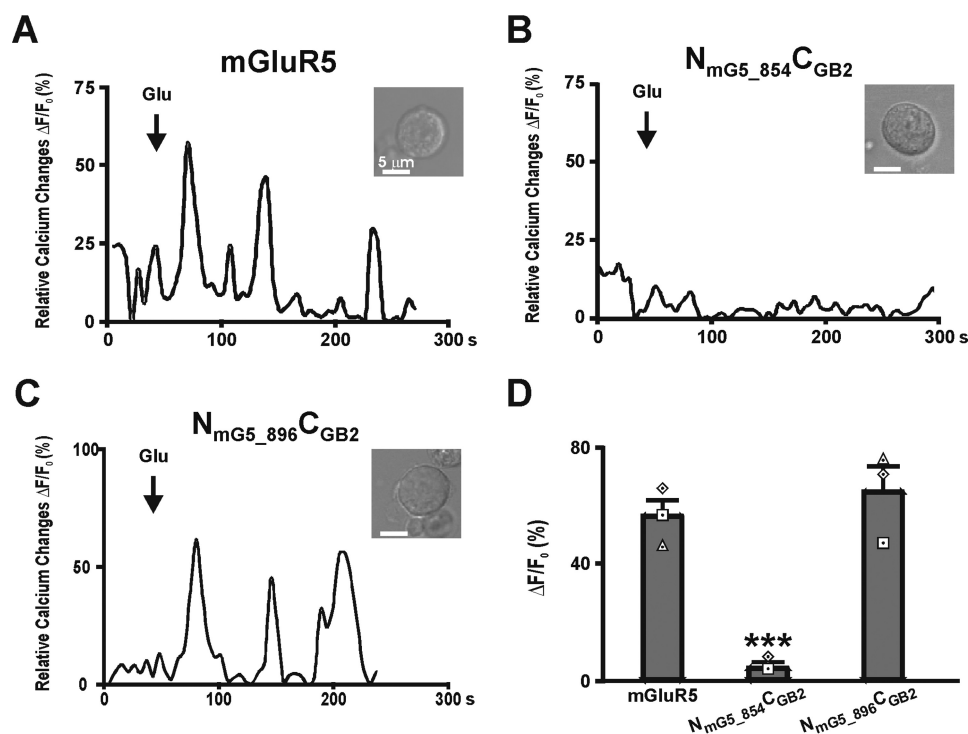 A
mGluR5
Relative Calcium Changes ΔF/F0 (%)
75
50
25
0
Glu
5 μm
0 100 200 300 s
B
NmG5_854CGB2
Relative Calcium Changes ΔF/F0 (%)
75
50
25
0
Glu
0 100 200 300 s
C
NmG5_896CGB2
Relative Calcium Changes ΔF/F0 (%)
100
50
0
Glu
0 100 200 300 s
D
ΔF/F0 (%)
80
40
0
***
mGluR5
NmG5_854CGB2
NmG5_896CGB2